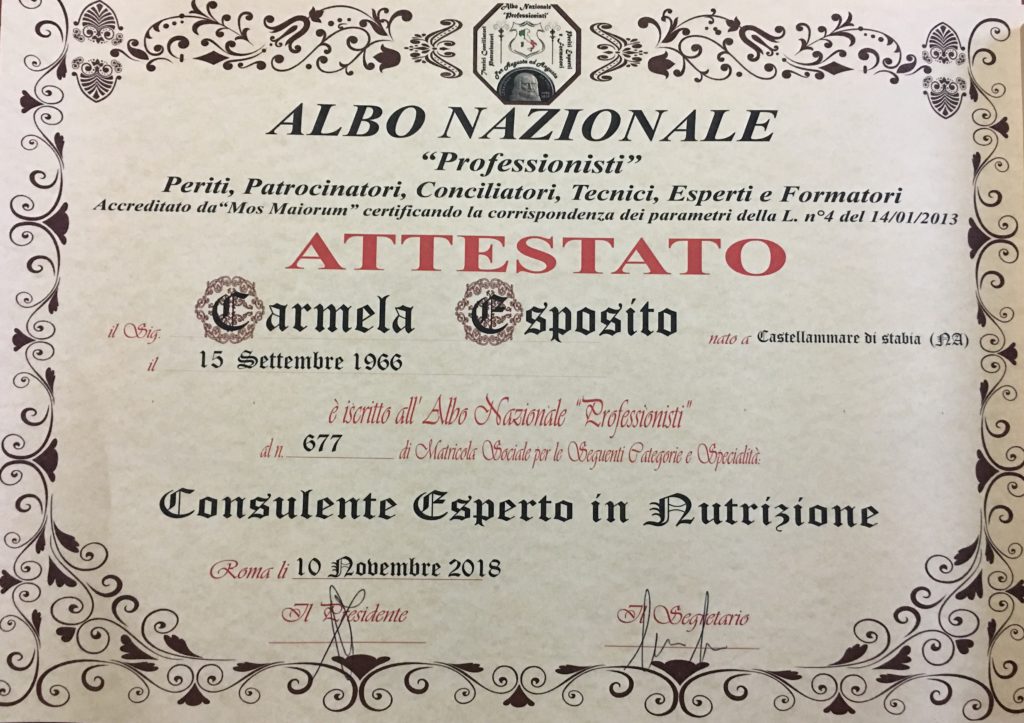 Albo Nazionale
"Professionisti"
ALBO NAZIONALE
“Professionisti”
Periti, Patrocinatori, Conciliatori, Tecnici, Esperti e Formatori
Accreditato da“Mos Maiorum” certificando la corrispondenza dei parametri della L. n°4 del 14/01/2013
ATTESTATO
il Sig. Carmela Esposito nato a Castellammare di stabia (NA)
il 15 Settembre 1966
è iscritto all' Albo Nazionale "Professionisti"
al n. 677 di Matricola Sociale per le Seguenti Categorie e Specialità:
Consulente Esperto in Nutrizione
Roma li 10 Novembre 2018
Il Presidente Il Segretario